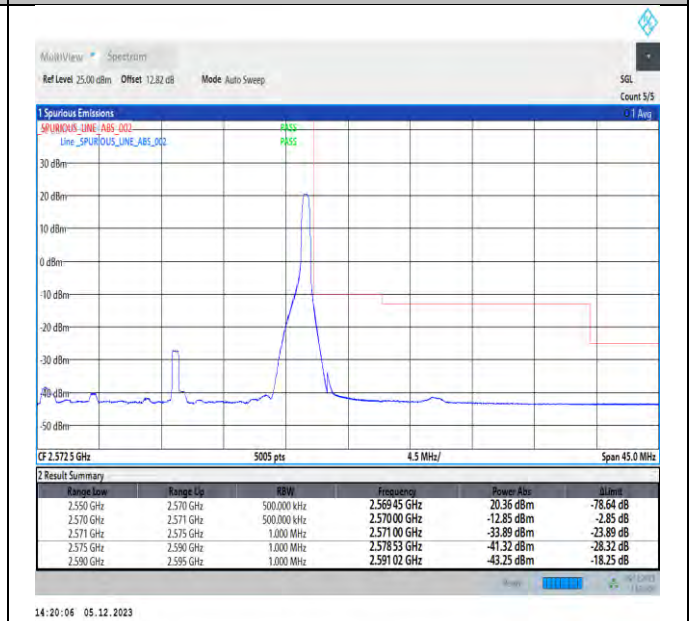 MultiView Spectrum
Ref Level 25.00 dBm Offset 12.82 dB Mode Auto Sweep SGL
Count 5/5
1 Spurious Emissions 1 Avg
_SPURIOUS_LINE_ABS_002 PASS
Line _SPURIOUS_LINE_ABS_002 PASS
30 dBm
20 dBm
10 dBm
0 dBm
-10 dBm
-20 dBm
-30 dBm
-40 dBm
-50 dBm
CF 2.572 5 GHz 5005 pts 4.5 MHz/ Span 45.0 MHz
2 Result Summary
Range Low Range Up RBW Frequency Power Abs ΔLimit
2.550 GHz 2.570 GHz 500.000 kHz 2.569 45 GHz 20.36 dBm -78.64 dB
2.570 GHz 2.571 GHz 500.000 kHz 2.570 00 GHz -12.85 dBm -2.85 dB
2.571 GHz 2.575 GHz 1.000 MHz 2.571 00 GHz -33.89 dBm -23.89 dB
2.575 GHz 2.590 GHz 1.000 MHz 2.578 53 GHz -41.32 dBm -28.32 dB
2.590 GHz 2.595 GHz 1.000 MHz 2.591 02 GHz -43.25 dBm -18.25 dB
14:20:06 05.12.2023